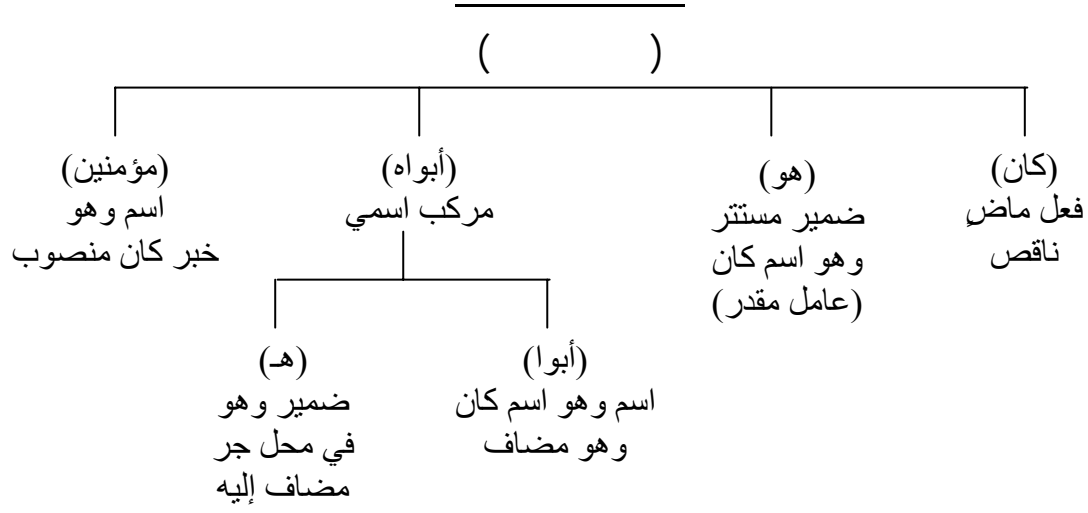 ( )
(كان)
فعل ماضٍ
ناقص
(هو)
ضمير مستتر
وهو اسم كان
(عامل مقدر)
(أبواه)
مركب اسمي
(مؤمنين)
اسم وهو
خبر كان منصوب
(أبوا)
اسم وهو اسم كان
وهو مضاف
(هـ)
ضمير وهو
في محل جر
مضاف إليه